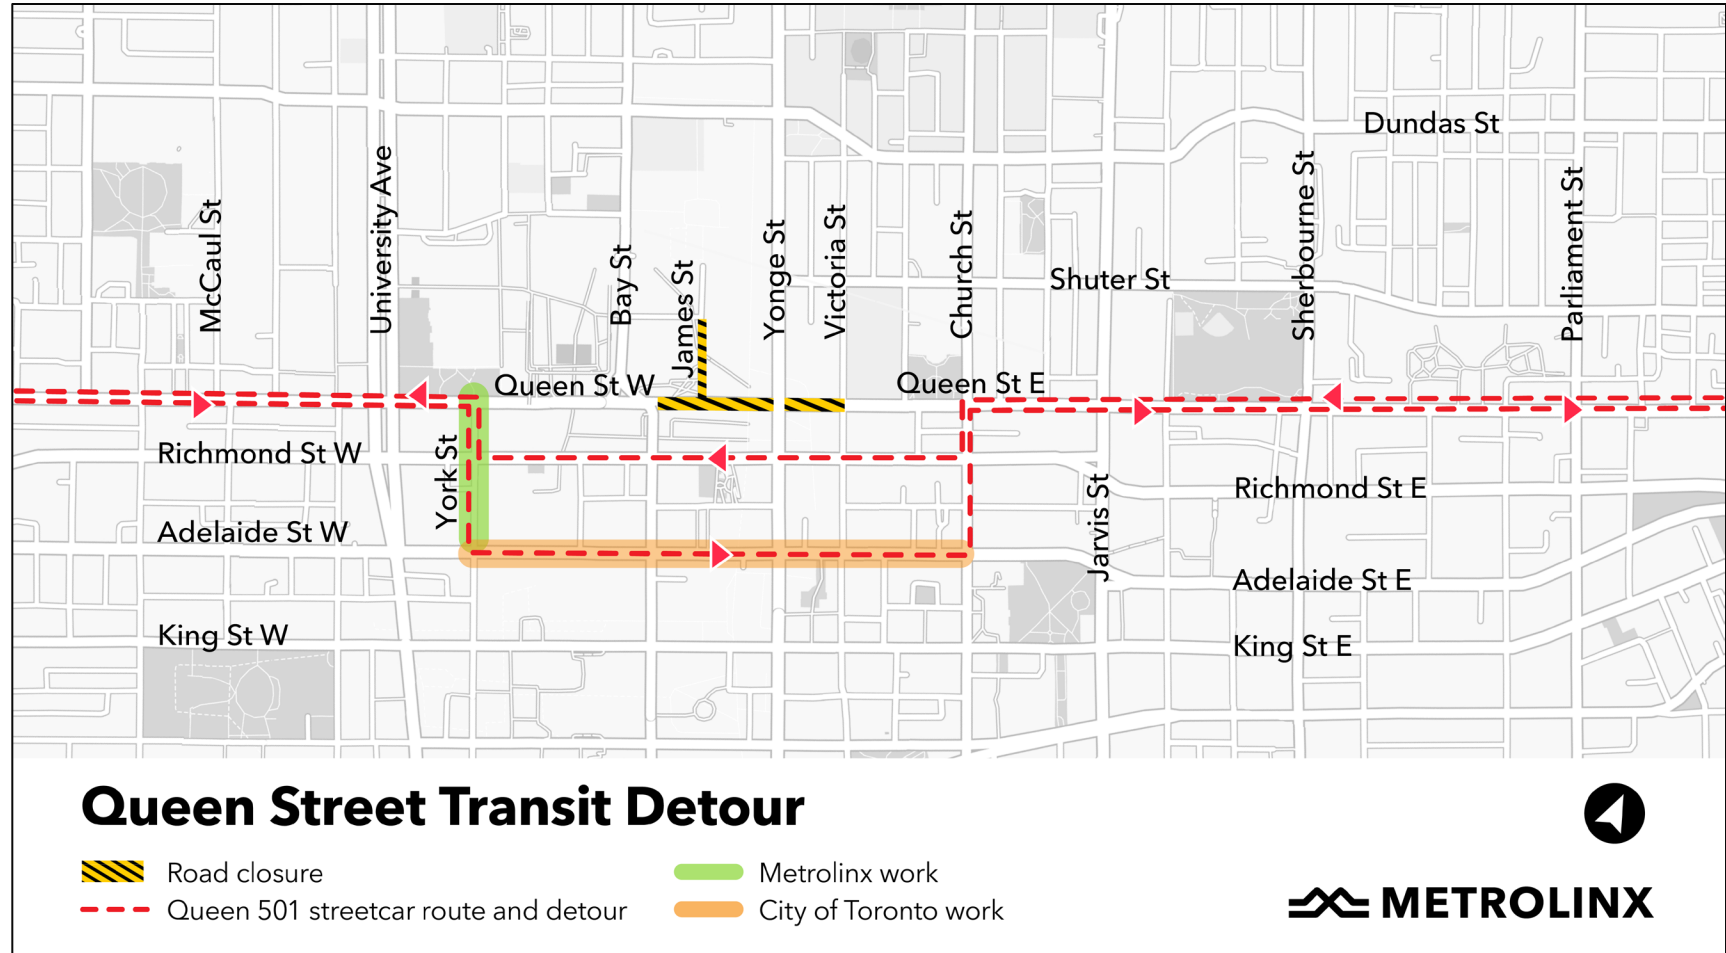 Dundas St
McCaul St
University Ave
Bay St
James St
Yonge St
Victoria St
Church St
Shuter St
Sherbourne St
Parliament St
Queen St W
Queen St E
Richmond St W
York St
Jarvis St
Richmond St E
Adelaide St W
Adelaide St E
King St W
King St E
Queen Street Transit Detour
Road closure
Metrolinx work
Queen 501 streetcar route and detour
City of Toronto work
METROLINX